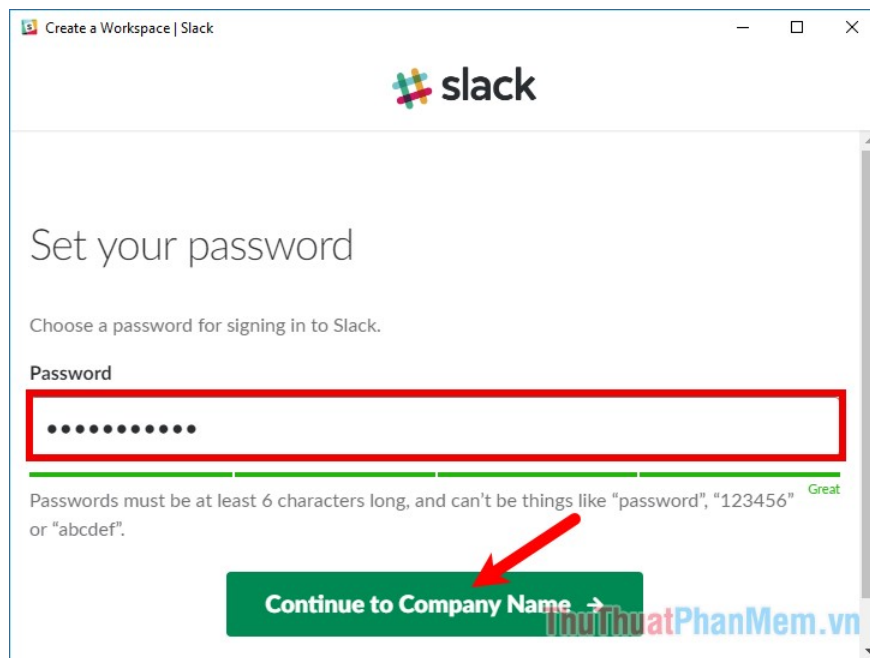 Create a Workspace | Slack
slack
Set your password
Choose a password for signing in to Slack.
Password
•••••••••••
Great
Passwords must be at least 6 characters long, and can’t be things like “password”, “123456”
or “abcdef”.
Continue to Company Name →
ThuThuatPhanMem.vn